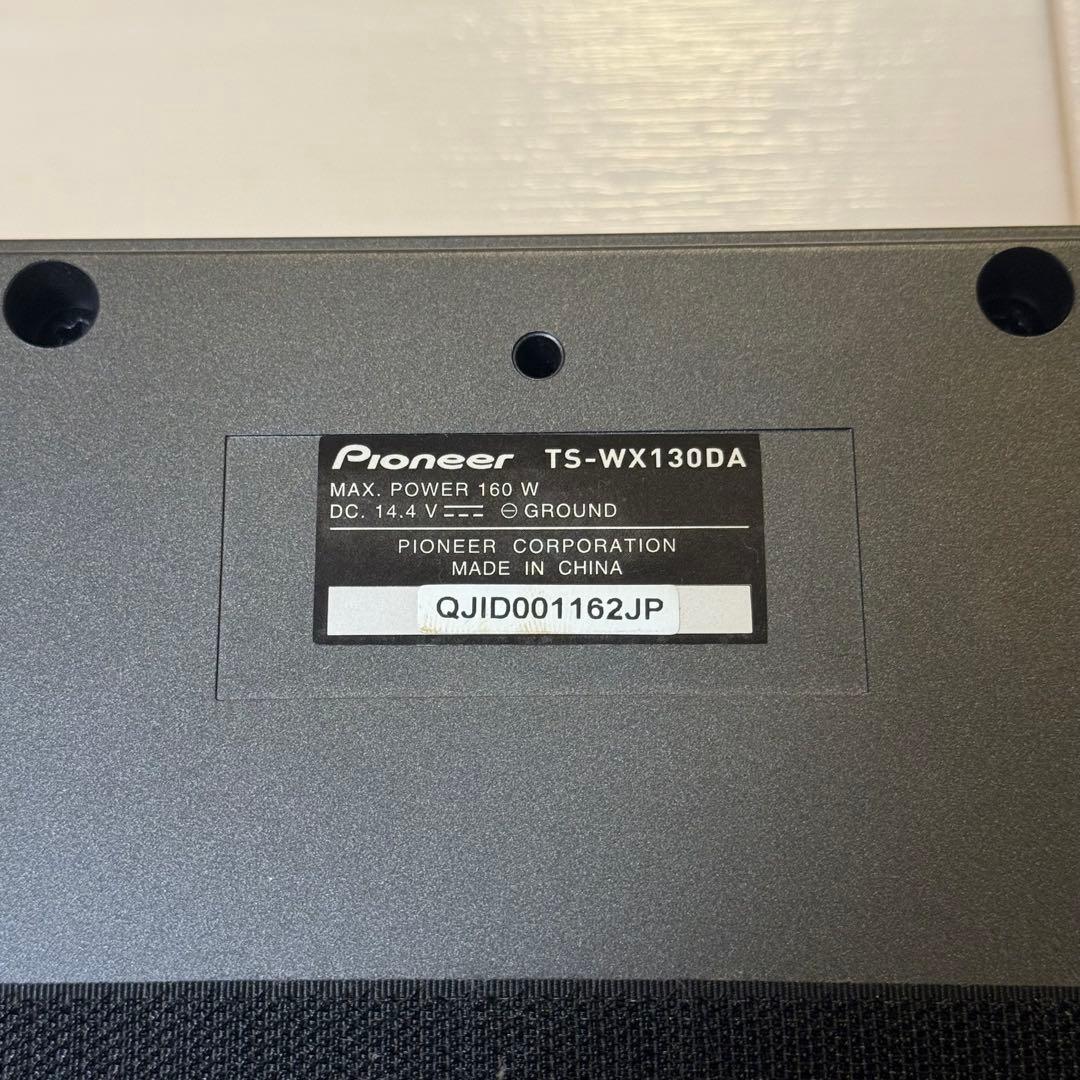 Pioneer TS-WX130DA
MAX. POWER 160 W
DC. 14.4 V ⎓ ⊖ GROUND
PIONEER CORPORATION
MADE IN CHINA
QJID001162JP